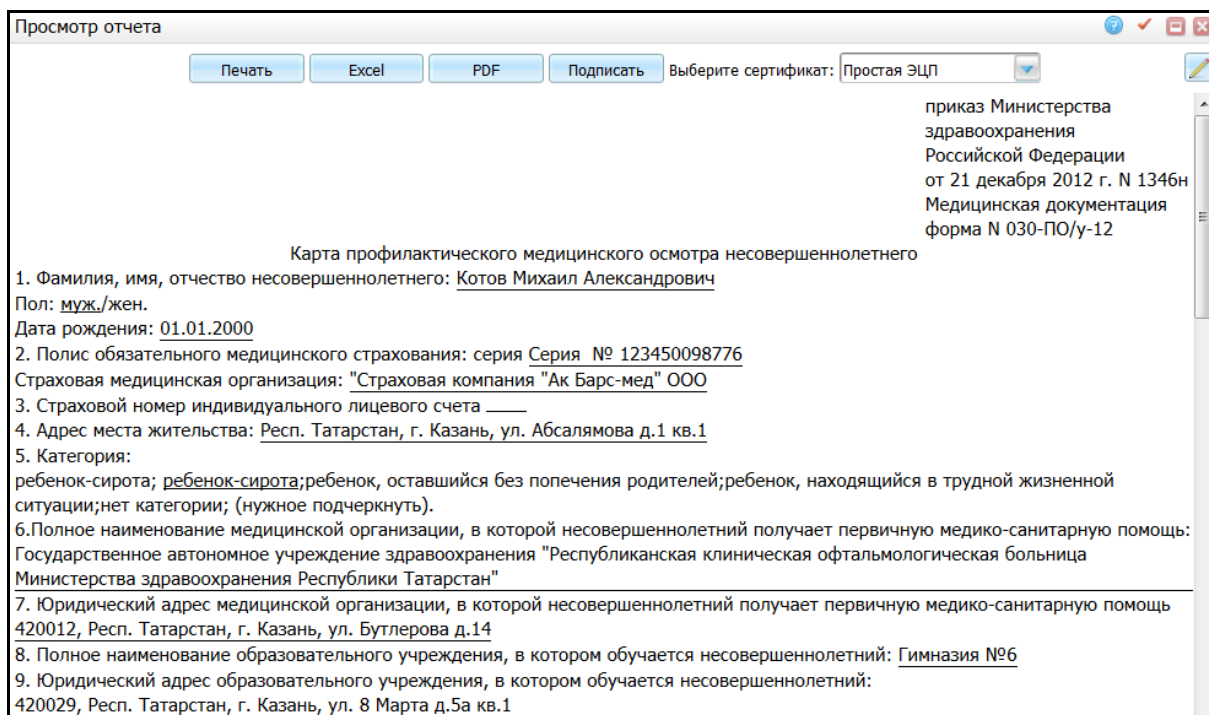 Просмотр отчета
Печать Excel PDF Подписать Выберите сертификат: Простая ЭЦП
приказ Министерства
здравоохранения
Российской Федерации
от 21 декабря 2012 г. N 1346н
Медицинская документация
форма N 030-ПО/у-12
Карта профилактического медицинского осмотра несовершеннолетнего
1. Фамилия, имя, отчество несовершеннолетнего: Котов Михаил Александрович
Пол: муж./жен.
Дата рождения: 01.01.2000
2. Полис обязательного медицинского страхования: серия Серия № 123450098776
Страховая медицинская организация: "Страховая компания "Ак Барс-мед" ООО
3. Страховой номер индивидуального лицевого счета ____
4. Адрес места жительства: Респ. Татарстан, г. Казань, ул. Абсалямова д.1 кв.1
5. Категория:
ребенок-сирота; ребенок-сирота;ребенок, оставшийся без попечения родителей;ребенок, находящийся в трудной жизненной
ситуации;нет категории; (нужное подчеркнуть).
6.Полное наименование медицинской организации, в которой несовершеннолетний получает первичную медико-санитарную помощь:
Государственное автономное учреждение здравоохранения "Республиканская клиническая офтальмологическая больница
Министерства здравоохранения Республики Татарстан"
7. Юридический адрес медицинской организации, в которой несовершеннолетний получает первичную медико-санитарную помощь
420012, Респ. Татарстан, г. Казань, ул. Бутлерова д.14
8. Полное наименование образовательного учреждения, в котором обучается несовершеннолетний: Гимназия №6
9. Юридический адрес образовательного учреждения, в котором обучается несовершеннолетний:
420029, Респ. Татарстан, г. Казань, ул. 8 Марта д.5а кв.1